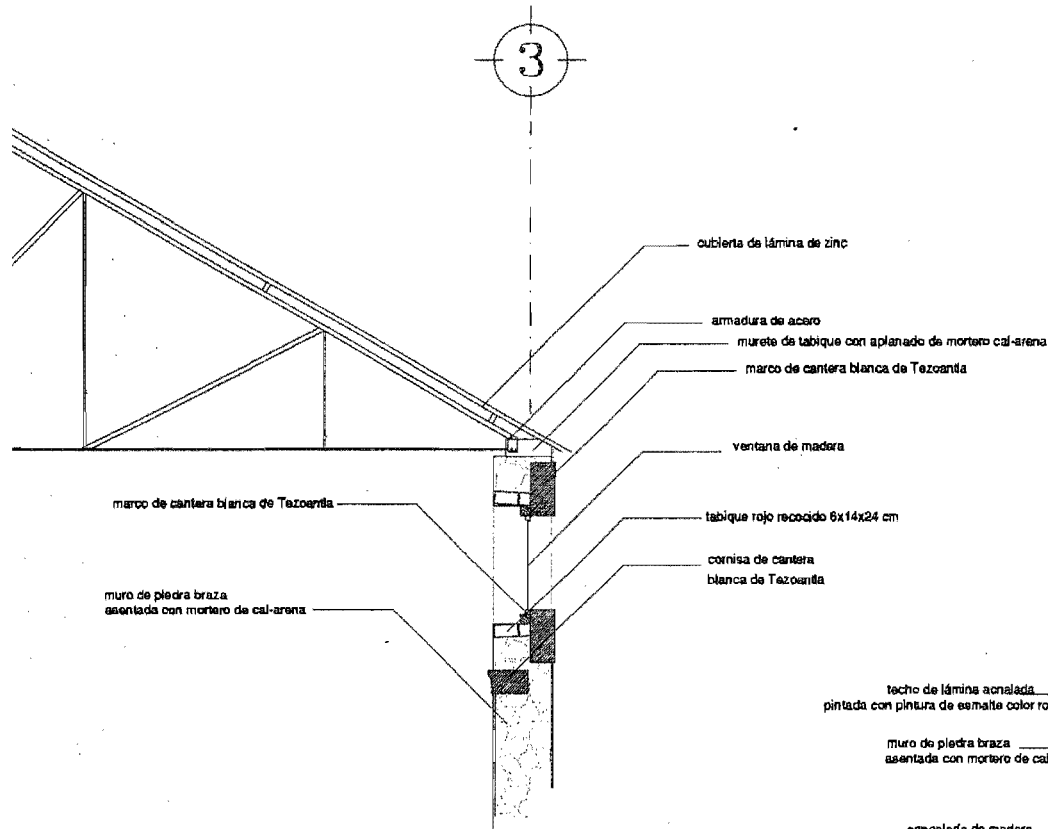 3
cubierta de lámina de zinc
armadura de acero
murete de tabique con aplanado de mortero cal-arena
marco de cantera blanca de Tezoantla
ventana de madera
marco de cantera blanca de Tezoantla
tabique rojo recocido 6x14x24 cm
cornisa de cantera
blanca de Tezoantla
muro de piedra braza
asentada con mortero de cal-arena
techo de lámina acnalada
pintada con pintura de esmalte color ro
muro de piedra braza
asentada con mortero de cal